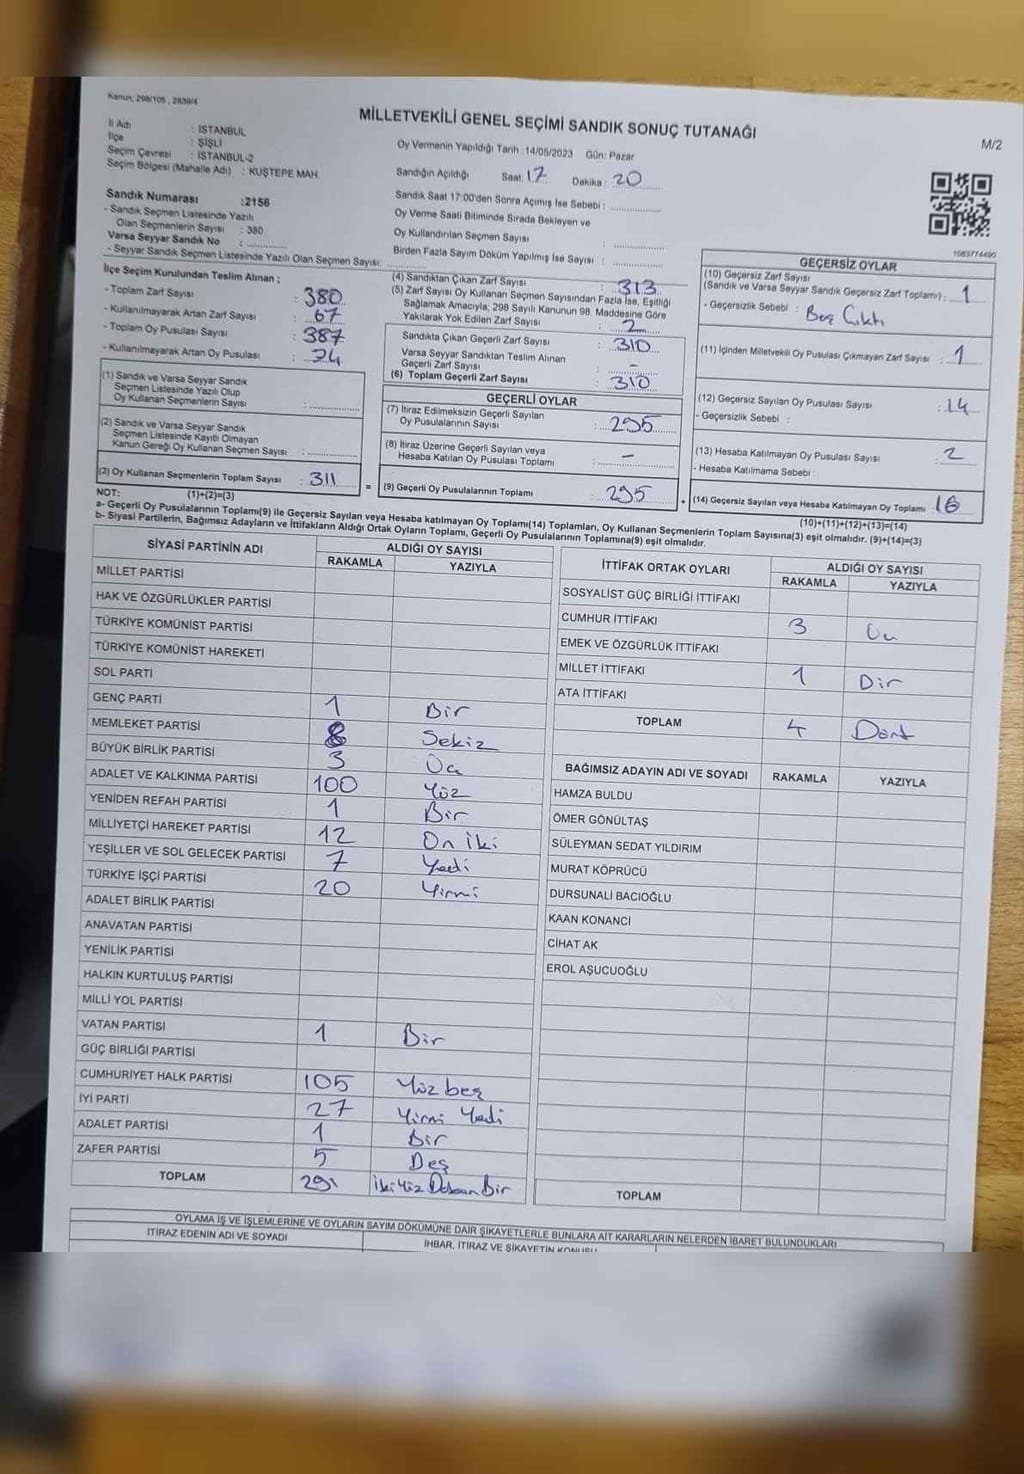 Kanun; 298/105 , 2839/4
MİLLETVEKİLİ GENEL SEÇİMİ SANDIK SONUÇ TUTANAĞI
M/2
İl Adı : İSTANBUL
İlçe : ŞİŞLİ
Seçim Çevresi : İSTANBUL-2
Seçim Bölgesi (Mahalle Adı) : KUŞTEPE MAH.
Sandık Numarası :2156
- Sandık Seçmen Listesinde Yazılı
Olan Seçmenlerin Sayısı : 380
Varsa Seyyar Sandık No :
- Seyyar Sandık Seçmen Listesinde Yazılı Olan Seçmen Sayısı:
Oy Vermenin Yapıldığı Tarih :14/05/2023 Gün: Pazar
Sandığın Açıldığı Saat: 17 Dakika : 20
Sandık Saat 17:00'den Sonra Açımış İse Sebebi :
Oy Verme Saati Bitiminde Sırada Bekleyen ve
Oy Kullandırılan Seçmen Sayısı :
Birden Fazla Sayım Döküm Yapılmış İse Sayısı :
1083774490
İlçe Seçim Kurulundan Teslim Alınan ;
- Toplam Zarf Sayısı : 380
- Kullanılmayarak Artan Zarf Sayısı : 67
- Toplam Oy Pusulası Sayısı : 387
- Kullanılmayarak Artan Oy Pusulası : 74
(1) Sandık ve Varsa Seyyar Sandık
Seçmen Listesinde Yazılı Olup
Oy Kullanan Seçmenlerin Sayısı :
(2) Sandık ve Varsa Seyyar Sandık
Seçmen Listesinde Kayıtlı Olmayan
Kanun Gereği Oy Kullanan Seçmen Sayısı :
(3) Oy Kullanan Seçmenlerin Toplam Sayısı : 311
(4) Sandıktan Çıkan Zarf Sayısı : 313
(5) Zarf Sayısı Oy Kullanan Seçmen Sayısından Fazla İse, Eşitliği
Sağlamak Amacıyla; 298 Sayılı Kanunun 98. Maddesine Göre
Yakılarak Yok Edilen Zarf Sayısı : 2
Sandıkta Çıkan Geçerli Zarf Sayısı : 310
Varsa Seyyar Sandıktan Teslim Alınan
Geçerli Zarf Sayısı : -
(6) Toplam Geçerli Zarf Sayısı : 310
GEÇERLİ OYLAR
(7) İtiraz Edilmeksizin Geçerli Sayılan
Oy Pusulalarının Sayısı : 295
(8) İtiraz Üzerine Geçerli Sayılan veya
Hesaba Katılan Oy Pusulası Toplamı : -
= (9) Geçerli Oy Pusulalarının Toplamı : 295
GEÇERSİZ OYLAR
(10) Geçersiz Zarf Sayısı
(Sandık ve Varsa Seyyar Sandık Geçersiz Zarf Toplamı) : 1
- Geçersizlik Sebebi : Boş Çıktı
(11) İçinden Milletvekili Oy Pusulası Çıkmayan Zarf Sayısı : 1
(12) Geçersiz Sayılan Oy Pusulası Sayısı : 14
- Geçersizlik Sebebi :
(13) Hesaba Katılmayan Oy Pusulası Sayısı : 2
- Hesaba Katılmama Sebebi :
+ (14) Geçersiz Sayılan veya Hesaba Katılmayan Oy Toplamı 16
(10)+(11)+(12)+(13)=(14)
NOT: (1)+(2)=(3)
a- Geçerli Oy Pusulalarının Toplamı(9) ile Geçersiz Sayılan veya Hesaba katılmayan Oy Toplamı(14) Toplamları, Oy Kullanan Seçmenlerin Toplam Sayısına(3) eşit olmalıdır. (9)+(14)=(3)
b- Siyasi Partilerin, Bağımsız Adayların ve İttifakların Aldığı Ortak Oyların Toplamı, Geçerli Oy Pusulalarının Toplamına(9) eşit olmalıdır.
SİYASİ PARTİNİN ADI ALDIĞI OY SAYISI
RAKAMLA YAZIYLA
MİLLET PARTİSİ
HAK VE ÖZGÜRLÜKLER PARTİSİ
TÜRKİYE KOMÜNİST PARTİSİ
TÜRKİYE KOMÜNİST HAREKETİ
SOL PARTİ
GENÇ PARTİ 1 Bir
MEMLEKET PARTİSİ 8 Sekiz
BÜYÜK BİRLİK PARTİSİ 3 Üç
ADALET VE KALKINMA PARTİSİ 100 Yüz
YENİDEN REFAH PARTİSİ 1 Bir
MİLLİYETÇİ HAREKET PARTİSİ 12 On iki
YEŞİLLER VE SOL GELECEK PARTİSİ 7 Yedi
TÜRKİYE İŞÇİ PARTİSİ 20 Yirmi
ADALET BİRLİK PARTİSİ
ANAVATAN PARTİSİ
YENİLİK PARTİSİ
HALKIN KURTULUŞ PARTİSİ
MİLLİ YOL PARTİSİ
VATAN PARTİSİ 1 Bir
GÜÇ BİRLİĞİ PARTİSİ
CUMHURİYET HALK PARTİSİ 105 Yüz beş
İYİ PARTİ 27 Yirmi Yedi
ADALET PARTİSİ 1 Bir
ZAFER PARTİSİ 5 Beş
TOPLAM 291 İki Yüz Doksan Bir
İTTİFAK ORTAK OYLARI ALDIĞI OY SAYISI
RAKAMLA YAZIYLA
SOSYALİST GÜÇ BİRLİĞİ İTTİFAKI
CUMHUR İTTİFAKI 3 Üç
EMEK VE ÖZGÜRLÜK İTTİFAKI
MİLLET İTTİFAKI 1 Bir
ATA İTTİFAKI
TOPLAM 4 Dört
BAĞIMSIZ ADAYIN ADI VE SOYADI RAKAMLA YAZIYLA
HAMZA BULDU
ÖMER GÖNÜLTAŞ
SÜLEYMAN SEDAT YILDIRIM
MURAT KÖPRÜCÜ
DURSUNALİ BACIOĞLU
KAAN KONANCİ
CİHAT AK
EROL AŞUCUOĞLU
TOPLAM
OYLAMA İŞ VE İŞLEMLERİNE VE OYLARIN SAYIM DÖKÜMÜNE DAİR ŞİKAYETLERLE BUNLARA AİT KARARLARIN NELERDEN İBARET BULUNDUKLARI
İTİRAZ EDENİN ADI VE SOYADI
İHBAR, İTİRAZ VE ŞİKAYETİN KONUSU